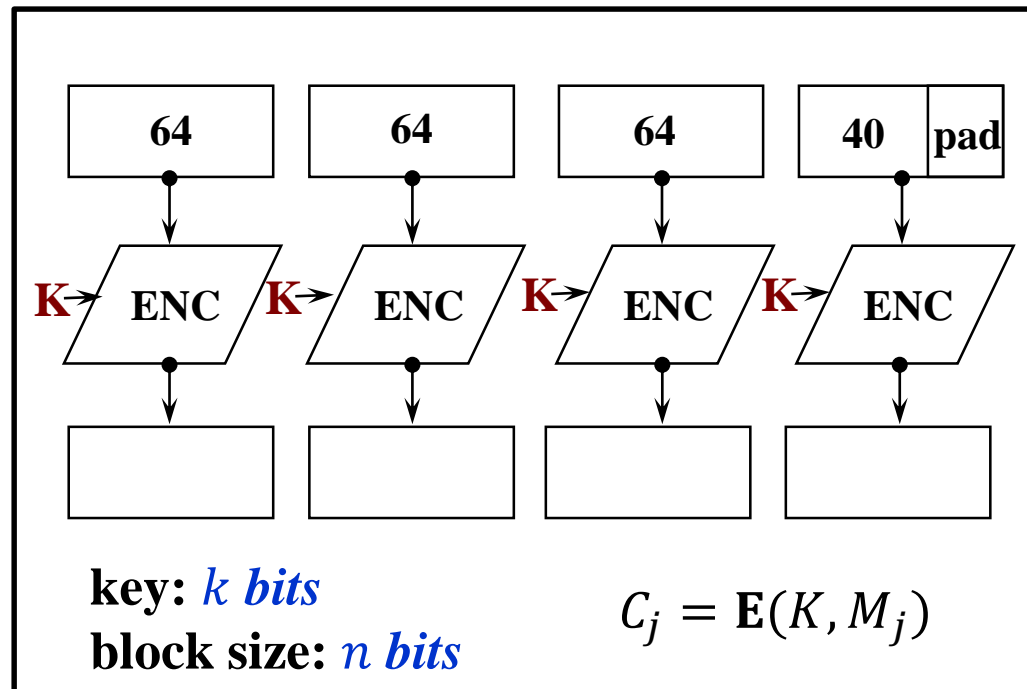 64 64 64 40 pad
K ENC K ENC K ENC K ENC
key: k bits
block size: n bits
C_j = E(K, M_j)